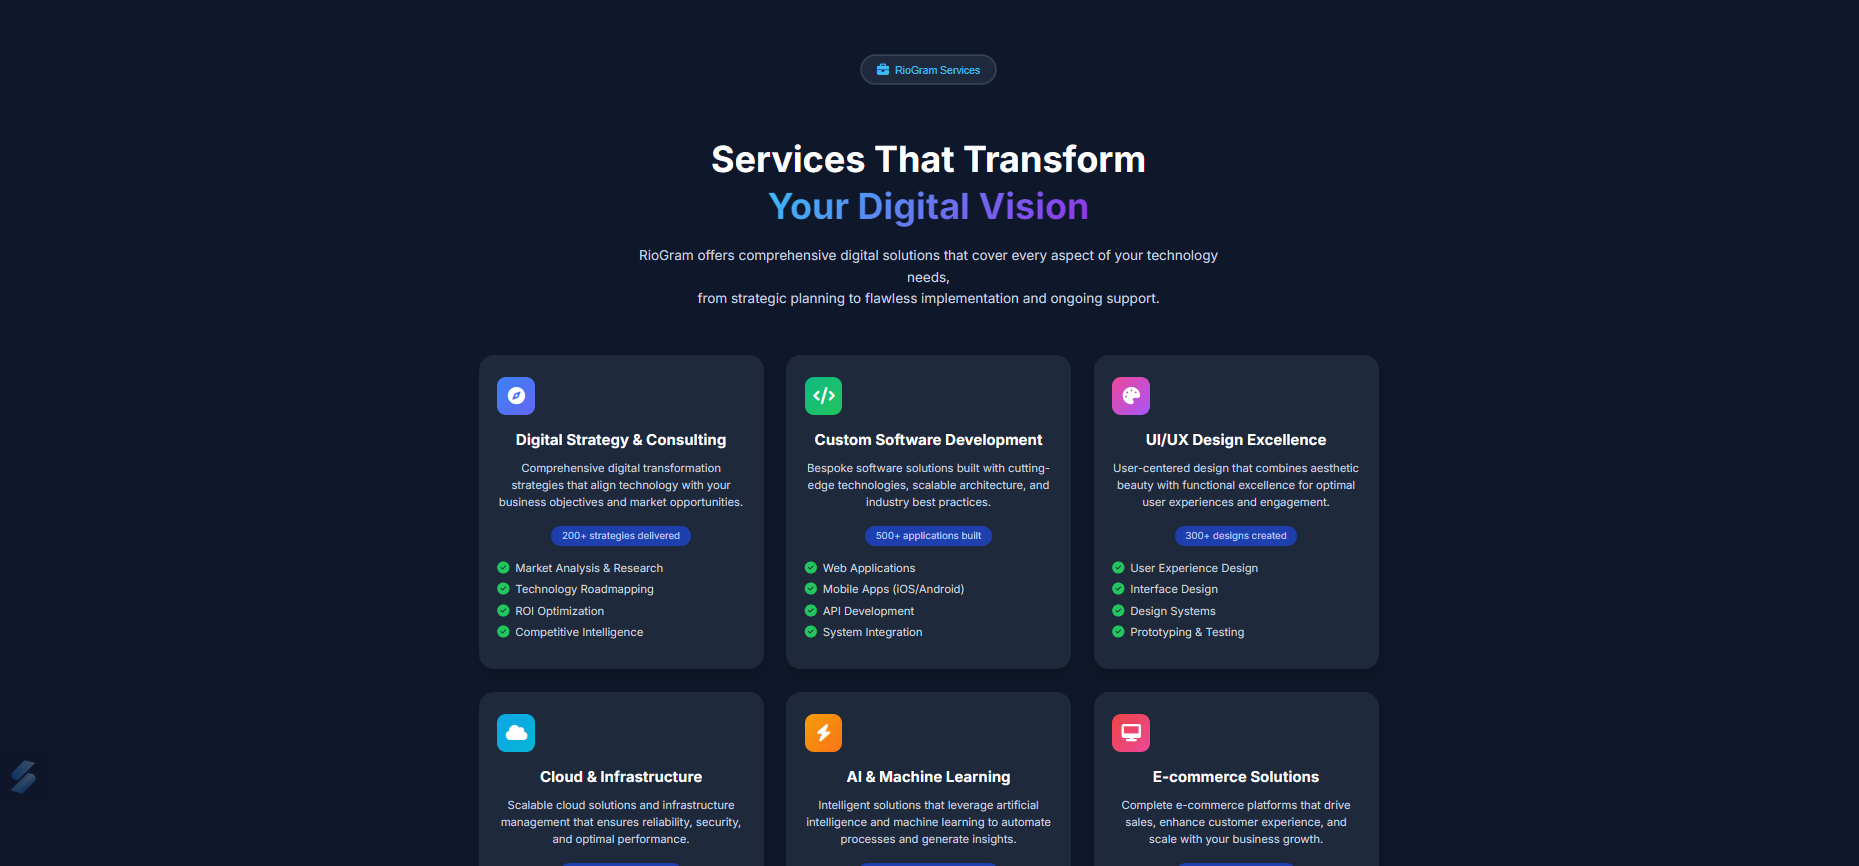 RioGram Services
Services That Transform
Your Digital Vision
RioGram offers comprehensive digital solutions that cover every aspect of your technology
needs,
from strategic planning to flawless implementation and ongoing support.
Digital Strategy & Consulting
Comprehensive digital transformation
strategies that align technology with your
business objectives and market opportunities.
200+ strategies delivered
Market Analysis & Research
Technology Roadmapping
ROI Optimization
Competitive Intelligence
Custom Software Development
Bespoke software solutions built with cutting-
edge technologies, scalable architecture, and
industry best practices.
500+ applications built
Web Applications
Mobile Apps (iOS/Android)
API Development
System Integration
UI/UX Design Excellence
User-centered design that combines aesthetic
beauty with functional excellence for optimal
user experiences and engagement.
300+ designs created
User Experience Design
Interface Design
Design Systems
Prototyping & Testing
Cloud & Infrastructure
Scalable cloud solutions and infrastructure
management that ensures reliability, security,
and optimal performance.
AI & Machine Learning
Intelligent solutions that leverage artificial
intelligence and machine learning to automate
processes and generate insights.
E-commerce Solutions
Complete e-commerce platforms that drive
sales, enhance customer experience, and
scale with your business growth.